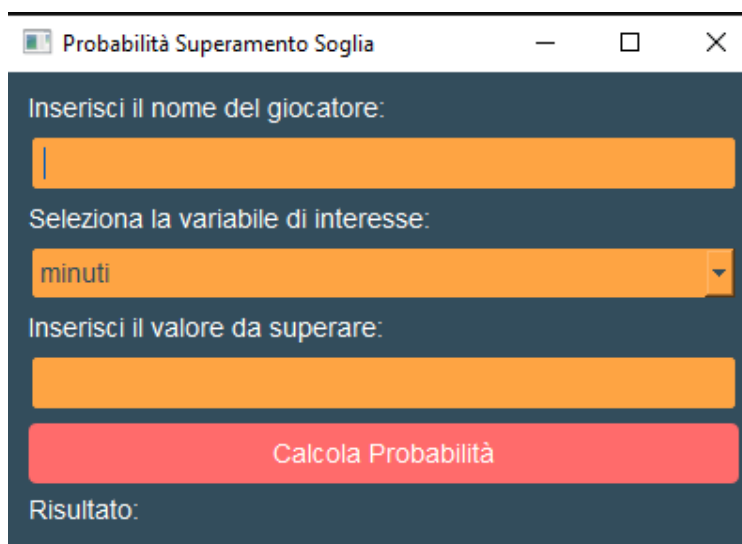 Probabilità Superamento Soglia
Inserisci il nome del giocatore:
Seleziona la variabile di interesse:
minuti
Inserisci il valore da superare:
Calcola Probabilità
Risultato: